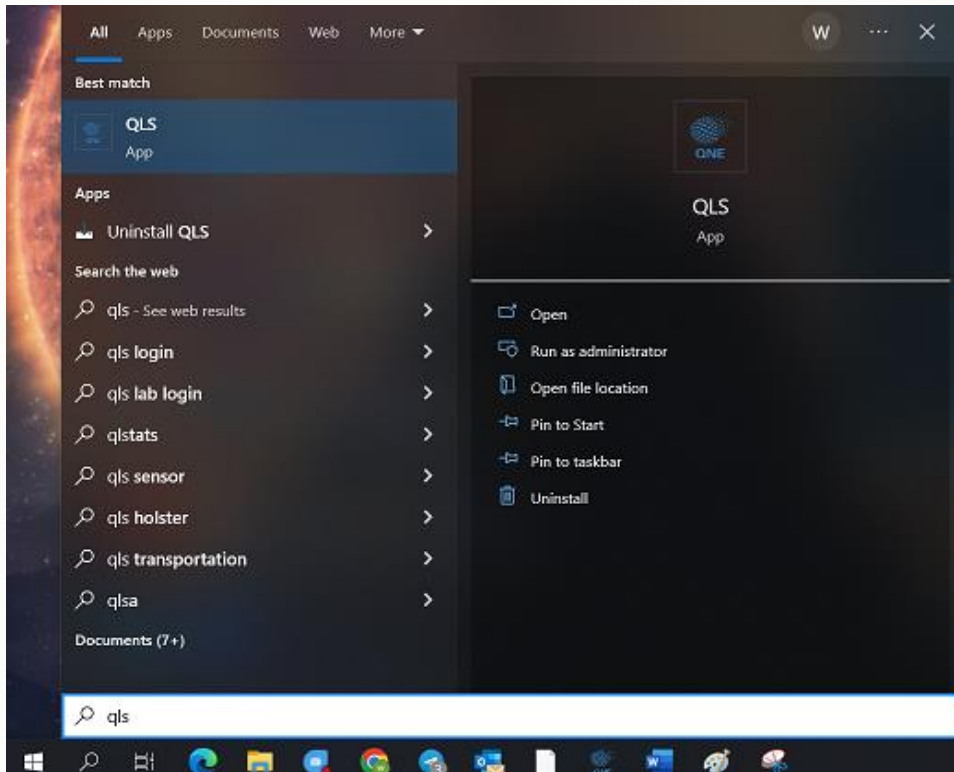 All Apps Documents Web More W
Best match
QLS
App
Apps
Uninstall QLS
Search the web
qls - See web results
qls login
qls lab login
qlstats
qls sensor
qls holster
qls transportation
qlsa
Documents (7+)
qls
QNE
QLS
App
Open
Run as administrator
Open file location
Pin to Start
Pin to taskbar
Uninstall